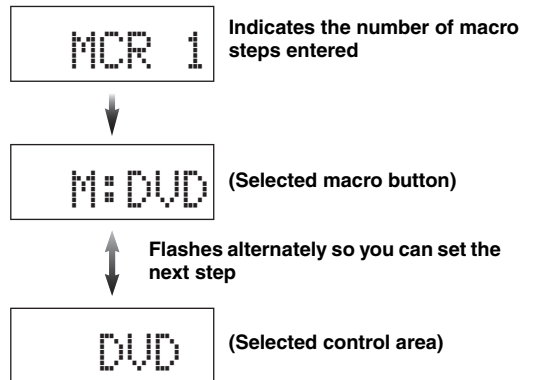 MCR 1
Indicates the number of macro
steps entered
M:DVD
(Selected macro button)
Flashes alternately so you can set the
next step
DVD
(Selected control area)